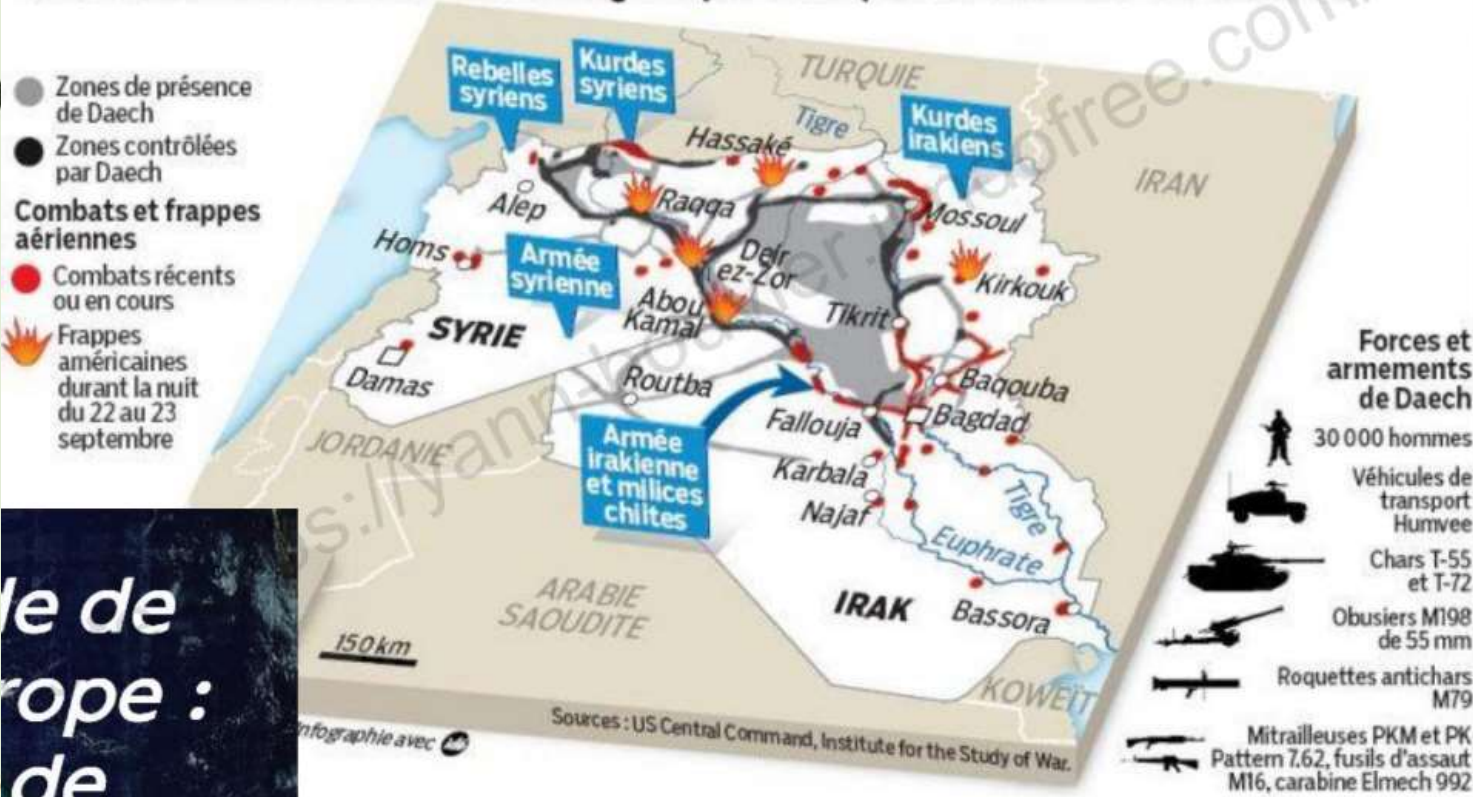 Zones de présence
de Daech
Zones contrôlées
par Daech
Combats et frappes
aériennes
Combats récents
ou en cours
Frappes
américaines
durant la nuit
du 22 au 23
septembre
Rebelles
syriens
Kurdes
syriens
TURQUIE
Tigre
Kurdes
irakiens
IRAN
Hassaké
Alep
Raqqa
Mossoul
Homs
Armée
syrienne
Deir
ez-Zor
Kirkouk
Abou
Kamal
Tikrit
SYRIE
Damas
Routba
Baqouba
Bagdad
Fallouja
JORDANIE
Armée
irakienne
et milices
chiites
Karbala
Najaf
Tigre
Euphrate
ARABIE
SAOUDITE
IRAK
Bassora
KOWEÏT
150 km
Sources : US Central Command, Institute for the Study of War.
Infographie avec
Forces et
armements
de Daech
30 000 hommes
Véhicules de
transport
Humvee
Chars T-55
et T-72
Obusiers M198
de 55 mm
Roquettes antichars
M79
Mitrailleuses PKM et PK
Pattern 7.62, fusils d'assaut
M16, carabine Elmech 992
le de
rope :
de